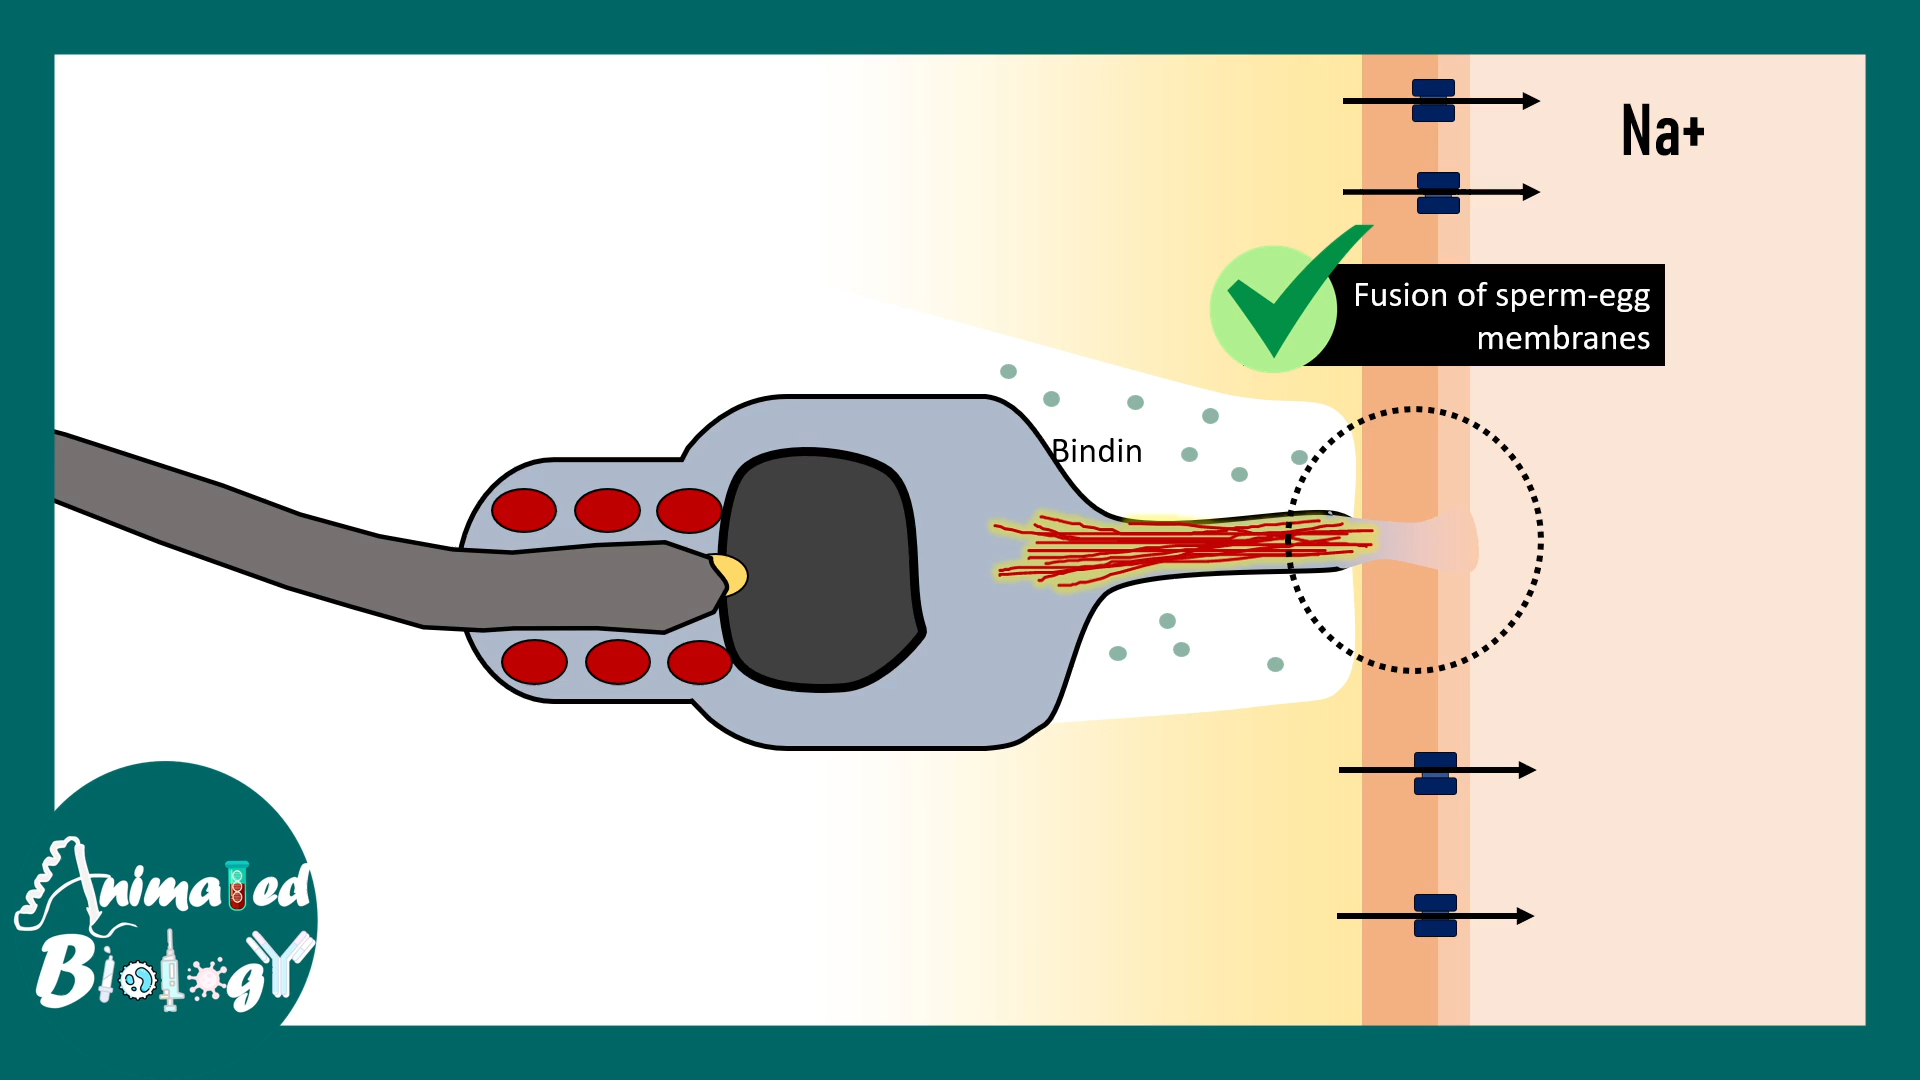 Na+
Fusion of sperm-egg
membranes
Bindin
Animated
Biology